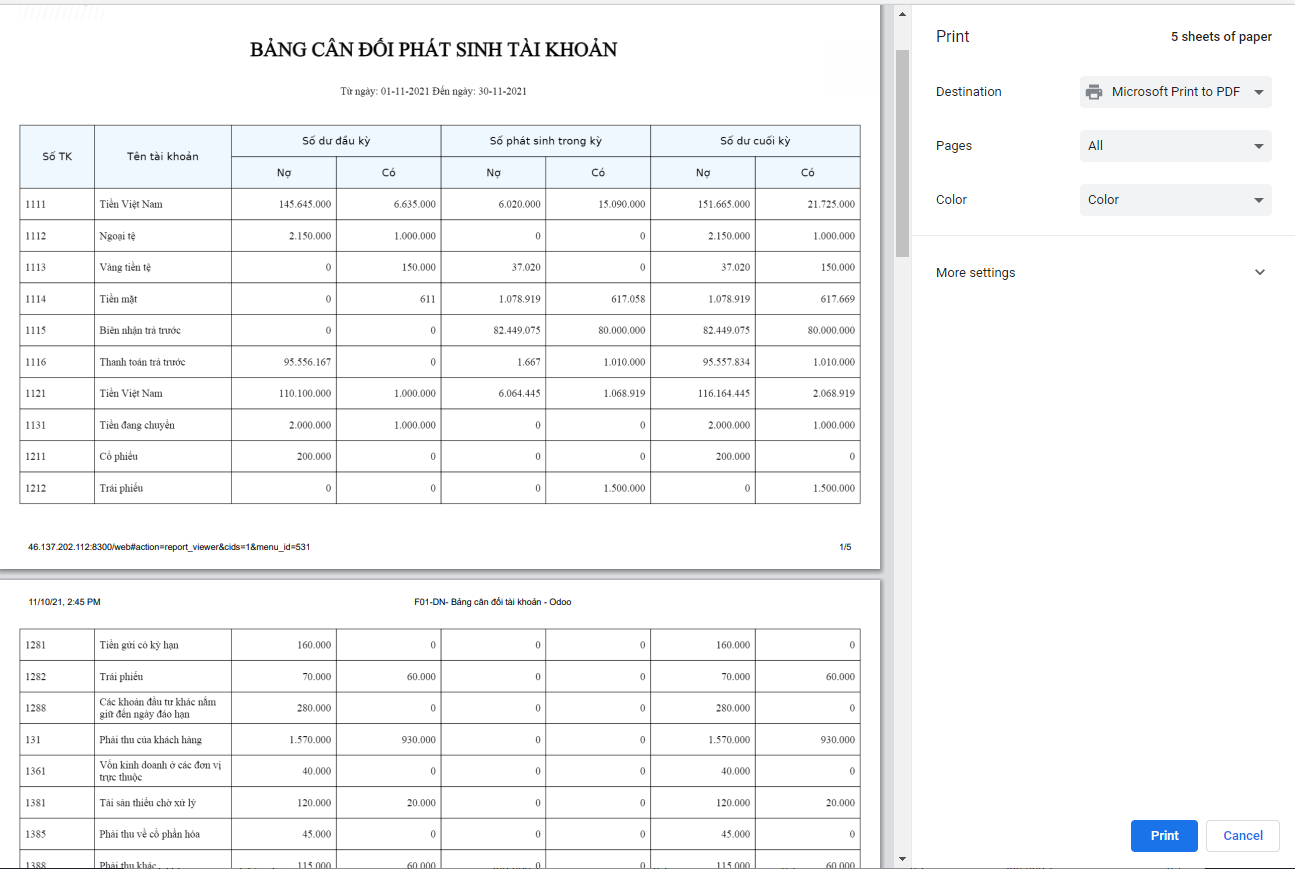 BẢNG CÂN ĐỐI PHÁT SINH TÀI KHOẢN
Từ ngày: 01-11-2021 Đến ngày: 30-11-2021
Số TK Tên tài khoản Số dư đầu kỳ Số phát sinh trong kỳ Số dư cuối kỳ
Nợ Có Nợ Có Nợ Có
1111 Tiền Việt Nam 145.645.000 6.635.000 6.020.000 15.090.000 151.665.000 21.725.000
1112 Ngoại tệ 2.150.000 1.000.000 0 0 2.150.000 1.000.000
1113 Vàng tiền tệ 0 150.000 37.020 0 37.020 150.000
1114 Tiền mặt 0 611 1.078.919 617.058 1.078.919 617.669
1115 Biên nhận trả trước 0 0 82.449.075 80.000.000 82.449.075 80.000.000
1116 Thanh toán trả trước 95.556.167 0 1.667 1.010.000 95.557.834 1.010.000
1121 Tiền Việt Nam 110.100.000 1.000.000 6.064.445 1.068.919 116.164.445 2.068.919
1131 Tiền đang chuyển 2.000.000 1.000.000 0 0 2.000.000 1.000.000
1211 Cổ phiếu 200.000 0 0 0 200.000 0
1212 Trái phiếu 0 0 0 1.500.000 0 1.500.000
46.137.202.112:8300/web#action=report_viewer&cids=1&menu_id=531 1/5
11/10/21, 2:45 PM F01-DN- Bảng cân đối tài khoản - Odoo
1281 Tiền gửi có kỳ hạn 160.000 0 0 0 160.000 0
1282 Trái phiếu 70.000 60.000 0 0 70.000 60.000
1288 Các khoản đầu tư khác nắm giữ đến ngày đáo hạn 280.000 0 0 0 280.000 0
131 Phải thu của khách hàng 1.570.000 930.000 0 0 1.570.000 930.000
1361 Vốn kinh doanh ở các đơn vị trực thuộc 40.000 0 0 0 40.000 0
1381 Tài sản thiếu chờ xử lý 120.000 20.000 0 0 120.000 20.000
1385 Phải thu về cổ phần hóa 45.000 0 0 0 45.000 0
1388 Phải thu khác 115.000 60.000 0 0 115.000 60.000
Print 5 sheets of paper
Destination Microsoft Print to PDF
Pages All
Color Color
More settings
Print Cancel